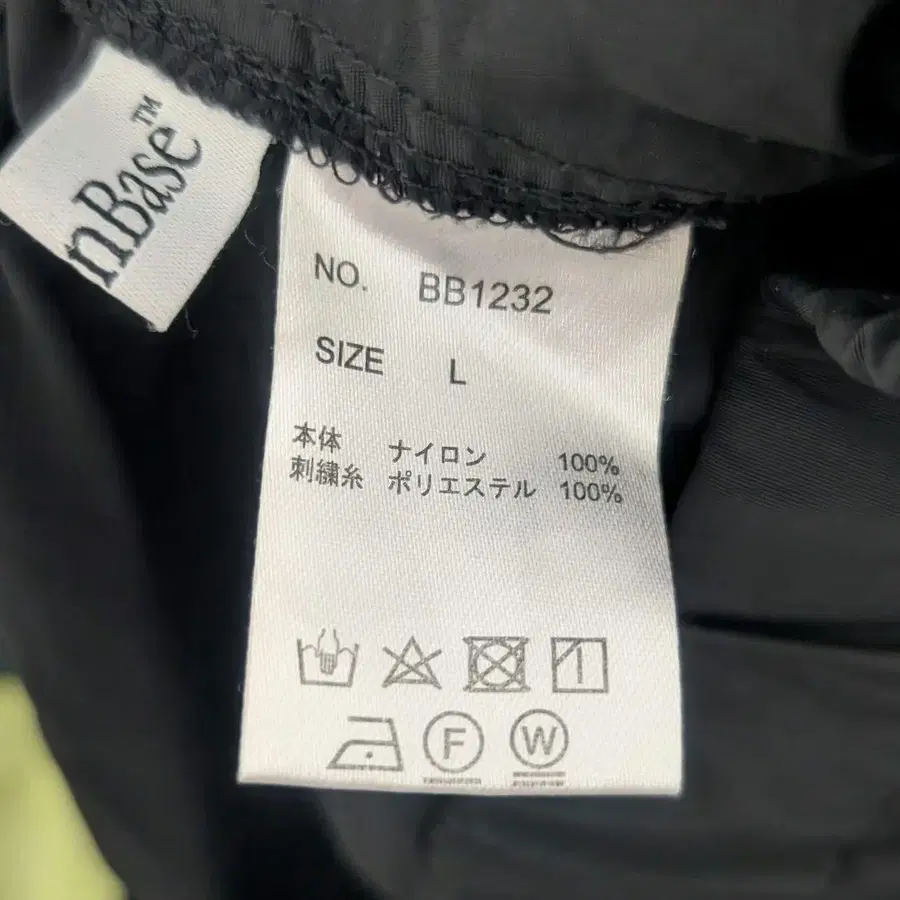 nBase™
NO. BB1232
SIZE L
本体 ナイロン 100%
刺繍糸 ポリエステル 100%
F
W